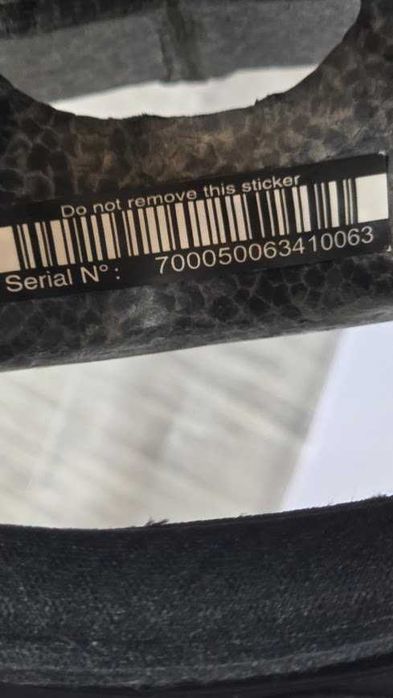 Do not remove this sticker
Serial N° : 700050063410063